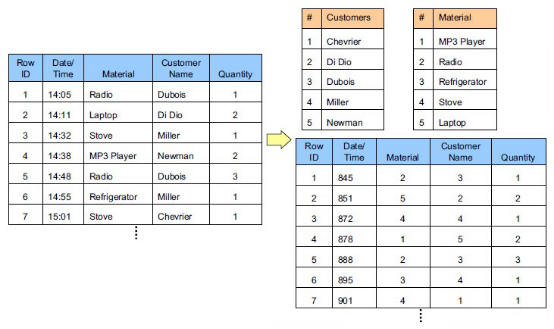 Row ID Date/ Time Material Customer Name Quantity
1 14:05 Radio Dubois 1
2 14:11 Laptop Di Dio 2
3 14:32 Stove Miller 1
4 14:38 MP3 Player Newman 2
5 14:48 Radio Dubois 3
6 14:55 Refrigerator Miller 1
7 15:01 Stove Chevrier 1
# Customers
1 Chevrier
2 Di Dio
3 Dubois
4 Miller
5 Newman
# Material
1 MP3 Player
2 Radio
3 Refrigerator
4 Stove
5 Laptop
Row ID Date/ Time Material Customer Name Quantity
1 845 2 3 1
2 851 5 2 2
3 872 4 4 1
4 878 1 5 2
5 888 2 3 3
6 895 3 4 1
7 901 4 1 1